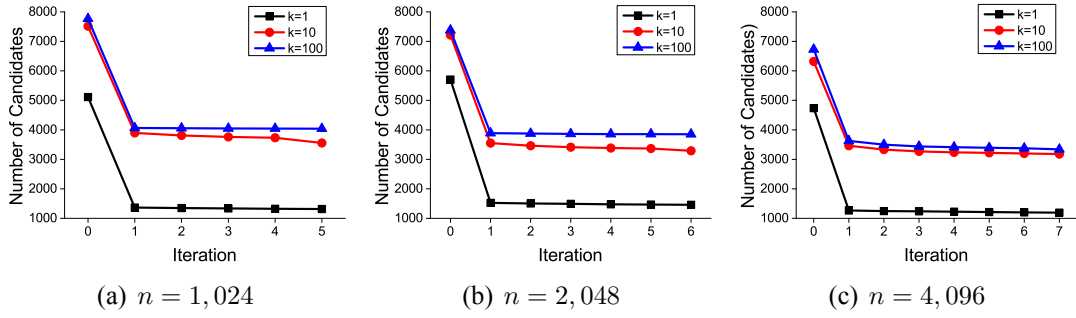 8000
7000
6000
5000
4000
3000
2000
1000
Number of Candidates
k=1
k=10
k=100
0 1 2 3 4 5
Iteration
(a) n = 1, 024
8000
7000
6000
5000
4000
3000
2000
1000
Number of Candidates
k=1
k=10
k=100
0 1 2 3 4 5 6
Iteration
(b) n = 2, 048
8000
7000
6000
5000
4000
3000
2000
1000
Number of Candidates)
k=1
k=10
k=100
0 1 2 3 4 5 6 7
Iteration
(c) n = 4, 096